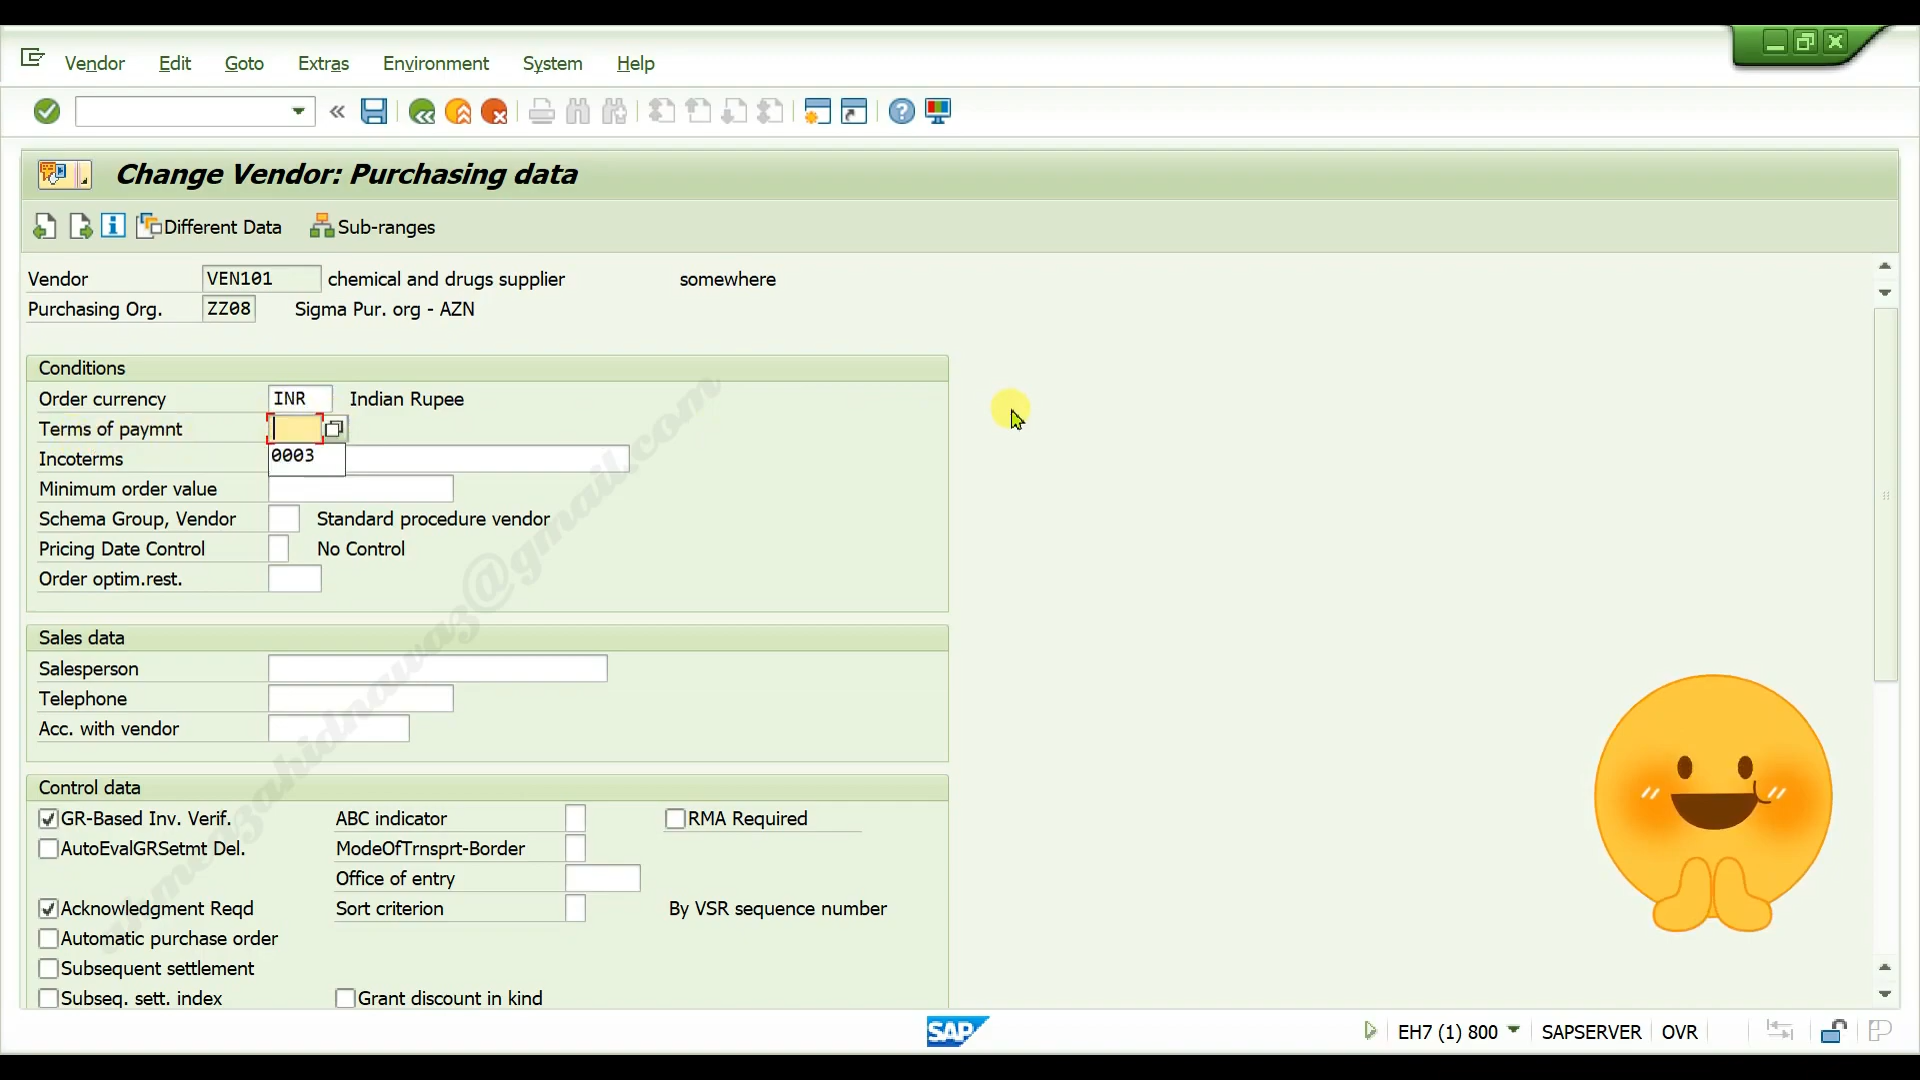 Vendor Edit Goto Extras Environment System Help
Change Vendor: Purchasing data
Different Data Sub-ranges
Vendor VEN101 chemical and drugs supplier somewhere
Purchasing Org. ZZ08 Sigma Pur. org - AZN
Conditions
Order currency INR Indian Rupee
Terms of paymnt
0003
Incoterms
Minimum order value
Schema Group, Vendor Standard procedure vendor
Pricing Date Control No Control
Order optim.rest.
Sales data
Salesperson
Telephone
Acc. with vendor
Control data
GR-Based Inv. Verif. ABC indicator RMA Required
AutoEvalGRSetmt Del. ModeOfTrnsprt-Border
Office of entry
Acknowledgment Reqd Sort criterion By VSR sequence number
Automatic purchase order
Subsequent settlement
Subseq. sett. index Grant discount in kind
SAP EH7 (1) 800 SAPSERVER OVR